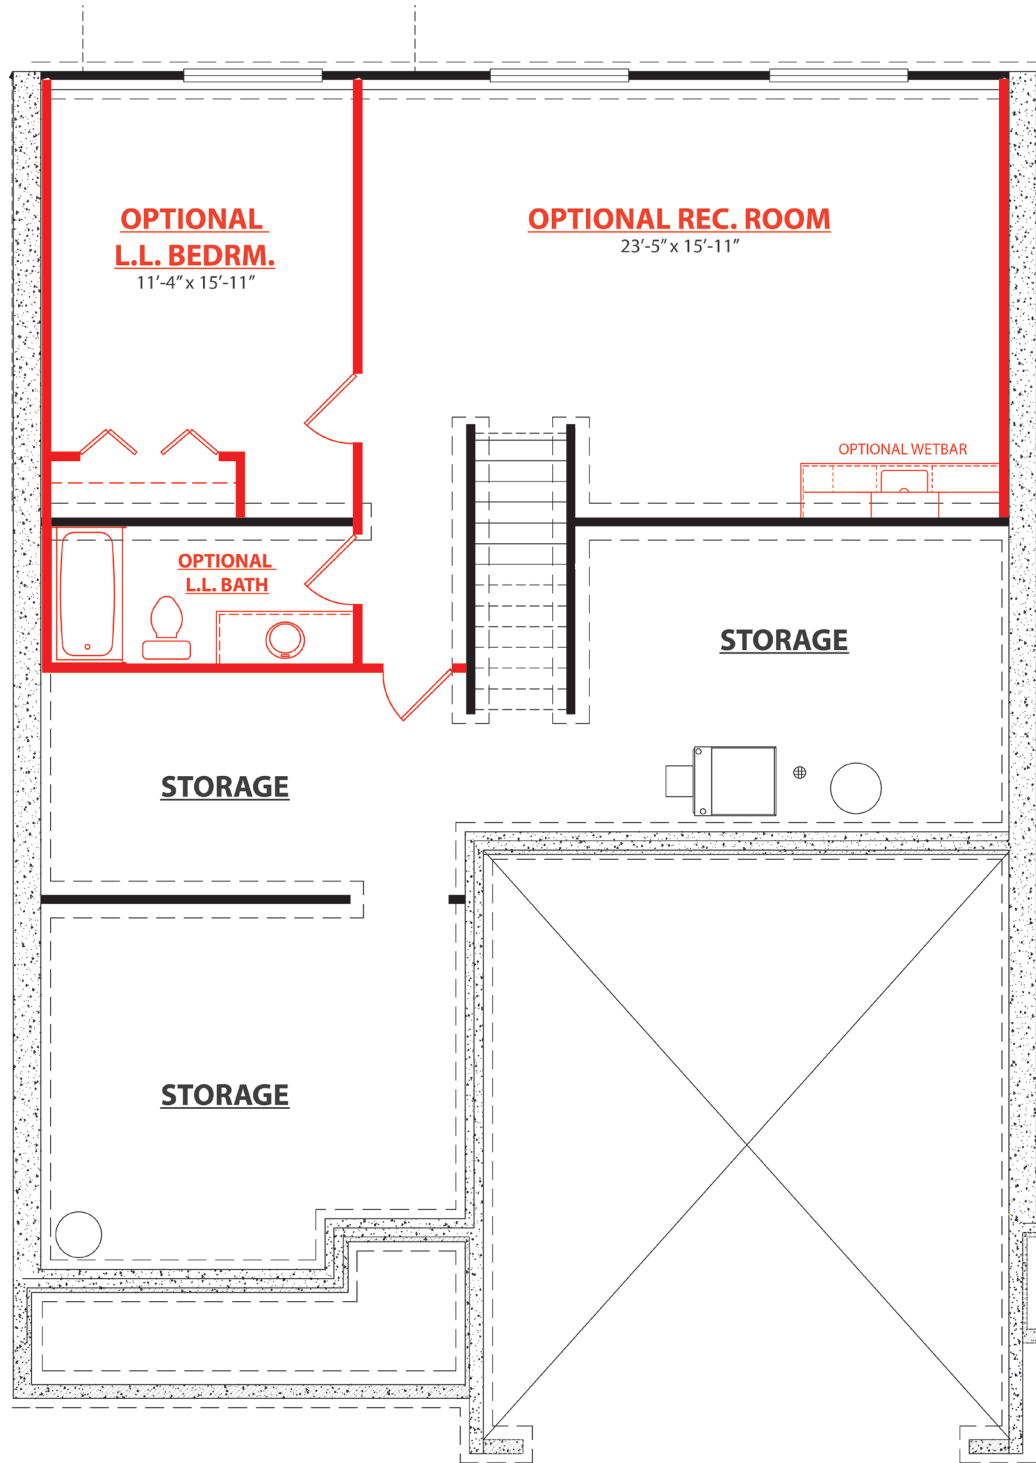 OPTIONAL
L.L. BEDRM.
11'-4" x 15'-11"
OPTIONAL REC. ROOM
23'-5" x 15'-11"
OPTIONAL WETBAR
OPTIONAL
L.L. BATH
STORAGE
STORAGE
STORAGE